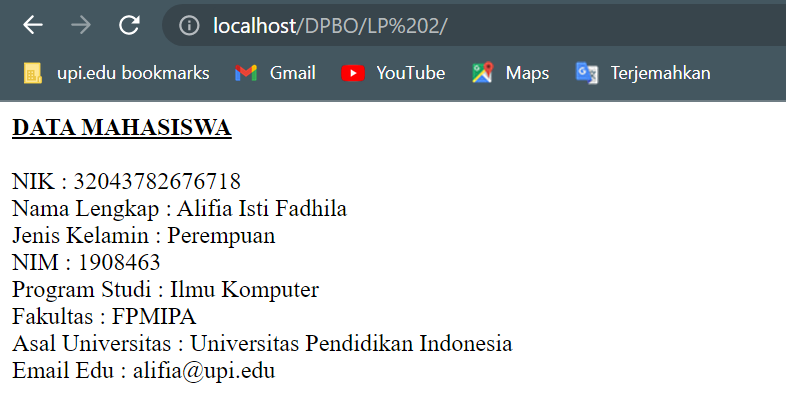 localhost/DPBO/LP%202/
upi.edu bookmarks Gmail YouTube Maps Terjemahkan
DATA MAHASISWA
NIK : 32043782676718
Nama Lengkap : Alifia Isti Fadhila
Jenis Kelamin : Perempuan
NIM : 1908463
Program Studi : Ilmu Komputer
Fakultas : FPMIPA
Asal Universitas : Universitas Pendidikan Indonesia
Email Edu : alifia@upi.edu